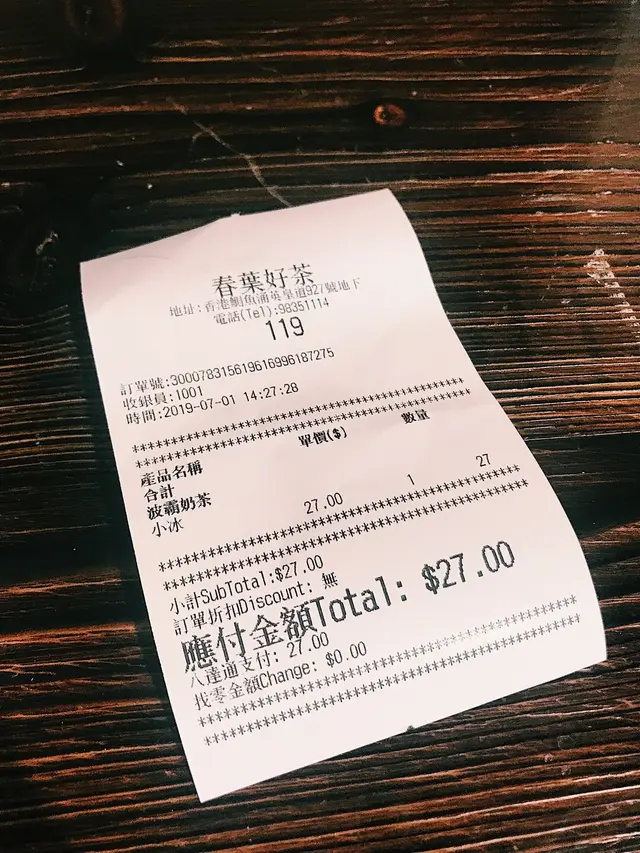 春葉好茶
地址:香港鰂魚涌英皇道927號地下
電話(Tel):98351114
119
訂單號:300078315619616996187275
收銀員:1001
時間:2019-07-01 14:27:28
****************************************
****************************************
產品名稱 單價($) 數量
合計
波霸奶茶 27.00 1 27
小冰
****************************************
****************************************
小計SubTotal:$27.00
訂單折扣Discount: 無
應付金額Total: $27.00
八達通支付: 27.00
找零金額Change: $0.00
****************************************
****************************************